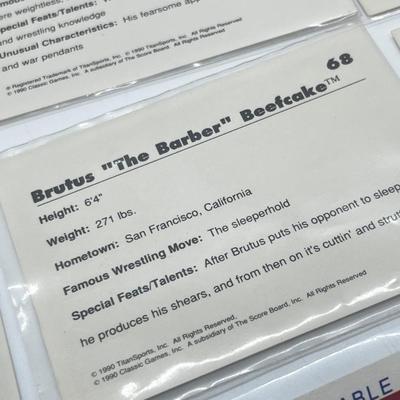 re weightless.
Special Feats/Talents: His
and wrestling knowledge
Unusual Characteristics: His fearsome
and war pendants
® Registered Trademark of TitanSports, Inc. © 1990 TitanSports, Inc. All Rights Reserved.
© 1990 Classic Games, Inc. A subsidiary of The Score Board, Inc. All Rights
68
Brutus "The Barber" Beefcake™
Height: 6'4"
Weight: 271 lbs.
Hometown: San Francisco, California
Famous Wrestling Move: The sleeperhold
Special Feats/Talents: After Brutus puts his opponent to sleep
he produces his shears, and from then on it's cuttin' and
© 1990 TitanSports, Inc. All Rights Reserved.
© 1990 Classic Games, Inc. A subsidiary of The Score Board, Inc. All Rights Reserved.
ABLE